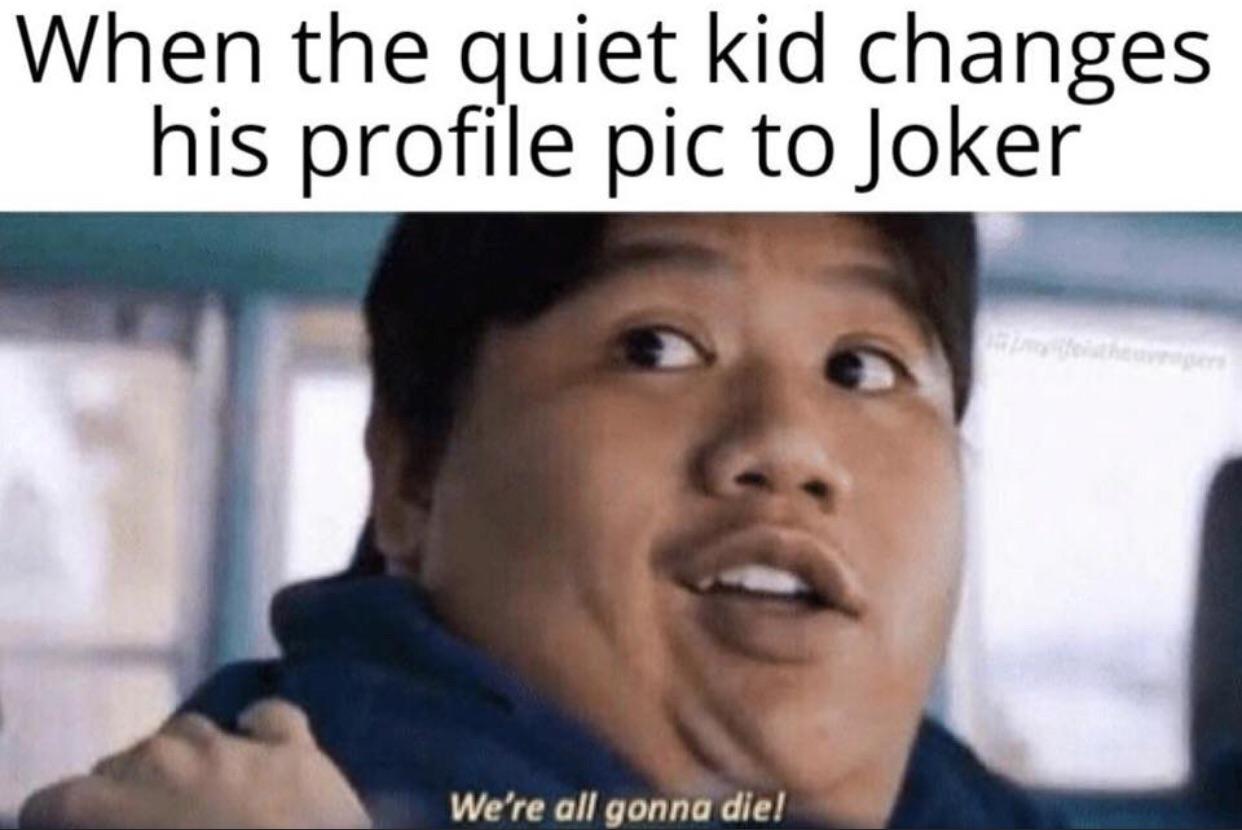 When the quiet kid changes
his profile pic to Joker
We're all gonna die!